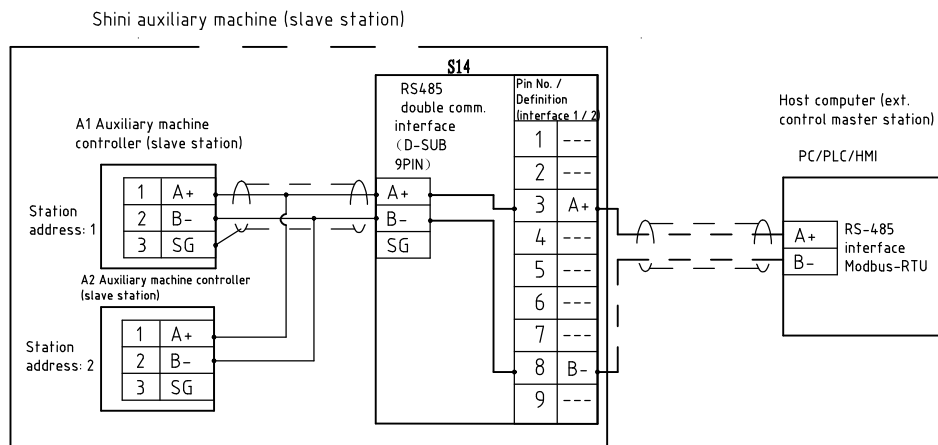 Shini auxiliary machine (slave station)
S14
RS485
double comm.
interface
(D-SUB
9PIN)
Pin No. /
Definition
(interface 1 / 2)
A1 Auxiliary machine
controller (slave station)
Station
address: 1
1 A+
2 B-
3 SG
A2 Auxiliary machine controller
(slave station)
Station
address: 2
1 A+
2 B-
3 SG
A+
B-
SG
1 ---
2 ---
3 A+
4 ---
5 ---
6 ---
7 ---
8 B-
9 ---
Host computer (ext.
control master station)
PC/PLC/HMI
A+
B-
RS-485
interface
Modbus-RTU